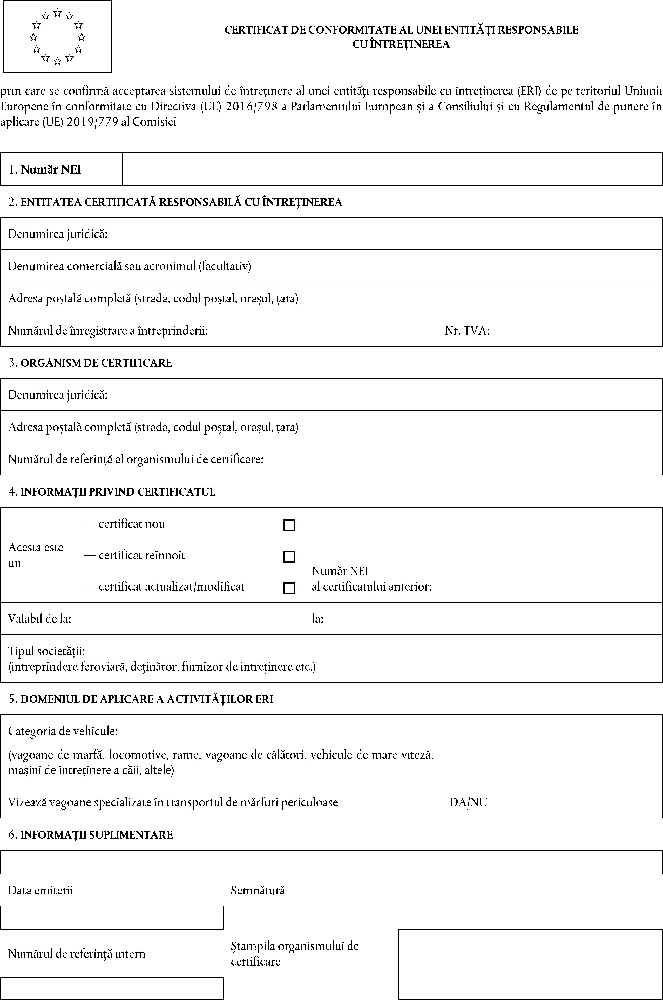 CERTIFICAT DE CONFORMITATE AL UNEI ENTITĂȚI RESPONSABILE
CU ÎNTREȚINEREA
prin care se confirmă acceptarea sistemului de întreținere al unei entități responsabile cu întreținerea (ERI) de pe teritoriul Uniunii
Europene în conformitate cu Directiva (UE) 2016/798 a Parlamentului European și a Consiliului și cu Regulamentul de punere în
aplicare (UE) 2019/779 al Comisiei
1. Număr NEI
2. ENTITATEA CERTIFICATĂ RESPONSABILĂ CU ÎNTREȚINEREA
Denumirea juridică:
Denumirea comercială sau acronimul (facultativ)
Adresa poștală completă (strada, codul poștal, orașul, țara)
Numărul de înregistrare a întreprinderii:
Nr. TVA:
3. ORGANISM DE CERTIFICARE
Denumirea juridică:
Adresa poștală completă (strada, codul poștal, orașul, țara)
Numărul de referință al organismului de certificare:
4. INFORMAȚII PRIVIND CERTIFICATUL
Acesta este
un
— certificat nou
— certificat reînnoit
— certificat actualizat/modificat
Număr NEI
al certificatului anterior:
Valabil de la:
la:
Tipul societății:
(întreprindere feroviară, deținător, furnizor de întreținere etc.)
5. DOMENIUL DE APLICARE A ACTIVITĂȚILOR ERI
Categoria de vehicule:
(vagoane de marfă, locomotive, rame, vagoane de călători, vehicule de mare viteză,
mașini de întreținere a căii, altele)
Vizează vagoane specializate în transportul de mărfuri periculoase
DA/NU
6. INFORMAȚII SUPLIMENTARE
Data emiterii
Semnătură
Numărul de referință intern
Ștampila organismului de
certificare